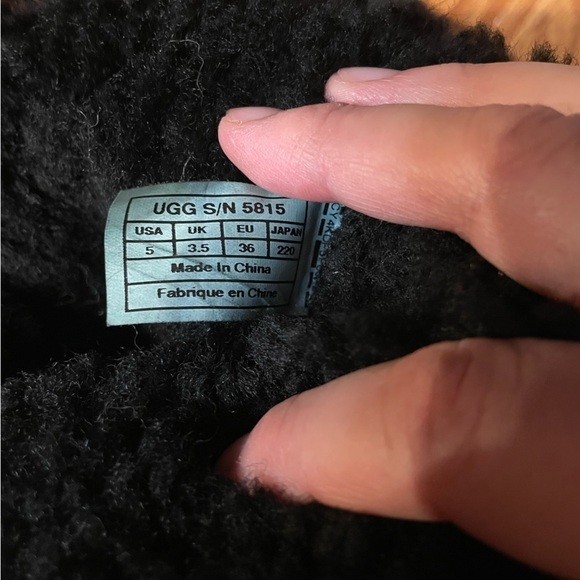 UGG S/N 5815
USA UK EU JAPAN
5 3.5 36 220
Made In China
Fabrique en Chine